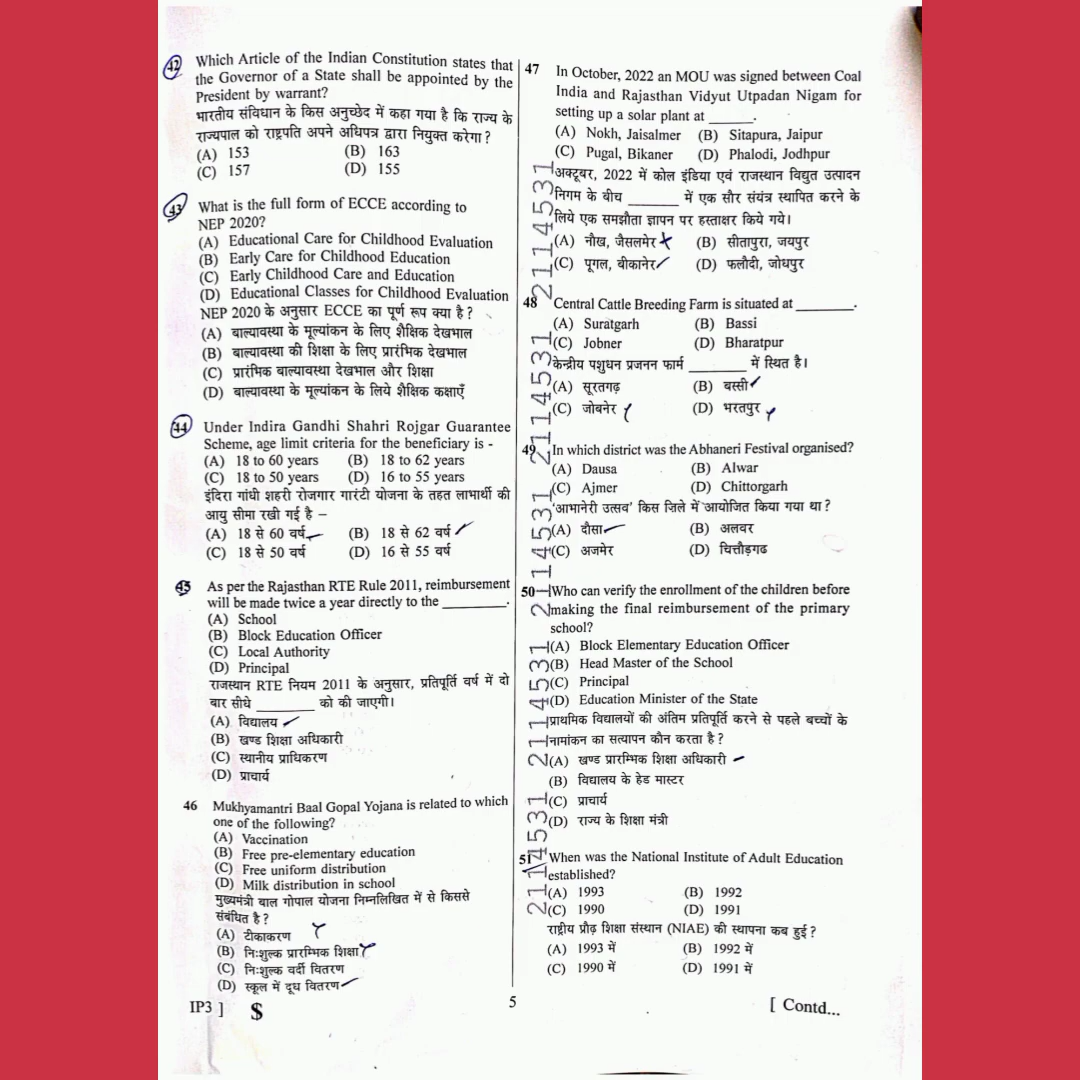 42 Which Article of the Indian Constitution states that
the Governor of a State shall be appointed by the
President by warrant?
भारतीय संविधान के किस अनुच्छेद में कहा गया है कि राज्य के
राज्यपाल को राष्ट्रपति अपने अधिपत्र द्वारा नियुक्त करेगा ?
(A) 153 (B) 163
(C) 157 (D) 155
43 What is the full form of ECCE according to
NEP 2020?
(A) Educational Care for Childhood Evaluation
(B) Early Care for Childhood Education
(C) Early Childhood Care and Education
(D) Educational Classes for Childhood Evaluation
NEP 2020 के अनुसार ECCE का पूर्ण रूप क्या है ?
(A) बाल्यावस्था के मूल्यांकन के लिए शैक्षिक देखभाल
(B) बाल्यावस्था की शिक्षा के लिए प्रारंभिक देखभाल
(C) प्रारंभिक बाल्यावस्था देखभाल और शिक्षा
(D) बाल्यावस्था के मूल्यांकन के लिये शैक्षिक कक्षाएँ
44 Under Indira Gandhi Shahri Rojgar Guarantee
Scheme, age limit criteria for the beneficiary is -
(A) 18 to 60 years (B) 18 to 62 years
(C) 18 to 50 years (D) 16 to 55 years
इंदिरा गांधी शहरी रोजगार गारंटी योजना के तहत लाभार्थी की
आयु सीमा रखी गई है –
(A) 18 से 60 वर्ष (B) 18 से 62 वर्ष
(C) 18 से 50 वर्ष (D) 16 से 55 वर्ष
45 As per the Rajasthan RTE Rule 2011, reimbursement
will be made twice a year directly to the ________.
(A) School
(B) Block Education Officer
(C) Local Authority
(D) Principal
राजस्थान RTE नियम 2011 के अनुसार, प्रतिपूर्ति वर्ष में दो
बार सीधे ________ को की जाएगी।
(A) विद्यालय
(B) खण्ड शिक्षा अधिकारी
(C) स्थानीय प्राधिकरण
(D) प्राचार्य
46 Mukhyamantri Baal Gopal Yojana is related to which
one of the following?
(A) Vaccination
(B) Free pre-elementary education
(C) Free uniform distribution
(D) Milk distribution in school
मुख्यमंत्री बाल गोपाल योजना निम्नलिखित में से किससे
संबंधित है ?
(A) टीकाकरण
(B) निःशुल्क प्रारम्भिक शिक्षा
(C) निःशुल्क वर्दी वितरण
(D) स्कूल में दूध वितरण
47 In October, 2022 an MOU was signed between Coal
India and Rajasthan Vidyut Utpadan Nigam for
setting up a solar plant at ______.
(A) Nokh, Jaisalmer (B) Sitapura, Jaipur
(C) Pugal, Bikaner (D) Phalodi, Jodhpur
अक्टूबर, 2022 में कोल इंडिया एवं राजस्थान विद्युत उत्पादन
निगम के बीच ________ में एक सौर संयंत्र स्थापित करने के
लिये एक समझौता ज्ञापन पर हस्ताक्षर किये गये।
(A) नौख, जैसलमेर (B) सीतापुरा, जयपुर
(C) पूगल, बीकानेर (D) फलौदी, जोधपुर
48 Central Cattle Breeding Farm is situated at ________.
(A) Suratgarh (B) Bassi
(C) Jobner (D) Bharatpur
केन्द्रीय पशुधन प्रजनन फार्म ________ में स्थित है।
(A) सूरतगढ़ (B) बस्सी
(C) जोबनेर (D) भरतपुर
49 In which district was the Abhaneri Festival organised?
(A) Dausa (B) Alwar
(C) Ajmer (D) Chittorgarh
'आभानेरी उत्सव' किस जिले में आयोजित किया गया था ?
(A) दौसा (B) अलवर
(C) अजमेर (D) चित्तौड़गढ
50 Who can verify the enrollment of the children before
making the final reimbursement of the primary
school?
(A) Block Elementary Education Officer
(B) Head Master of the School
(C) Principal
(D) Education Minister of the State
प्राथमिक विद्यालयों की अंतिम प्रतिपूर्ति करने से पहले बच्चों के
नामांकन का सत्यापन कौन करता है ?
(A) खण्ड प्रारम्भिक शिक्षा अधिकारी
(B) विद्यालय के हेड मास्टर
(C) प्राचार्य
(D) राज्य के शिक्षा मंत्री
51 When was the National Institute of Adult Education
established?
(A) 1993 (B) 1992
(C) 1990 (D) 1991
राष्ट्रीय प्रौढ़ शिक्षा संस्थान (NIAE) की स्थापना कब हुई ?
(A) 1993 में (B) 1992 में
(C) 1990 में (D) 1991 में
2114531 2114531 2114531 2114531 2114531
IP3 ] $ 5 [ Contd...